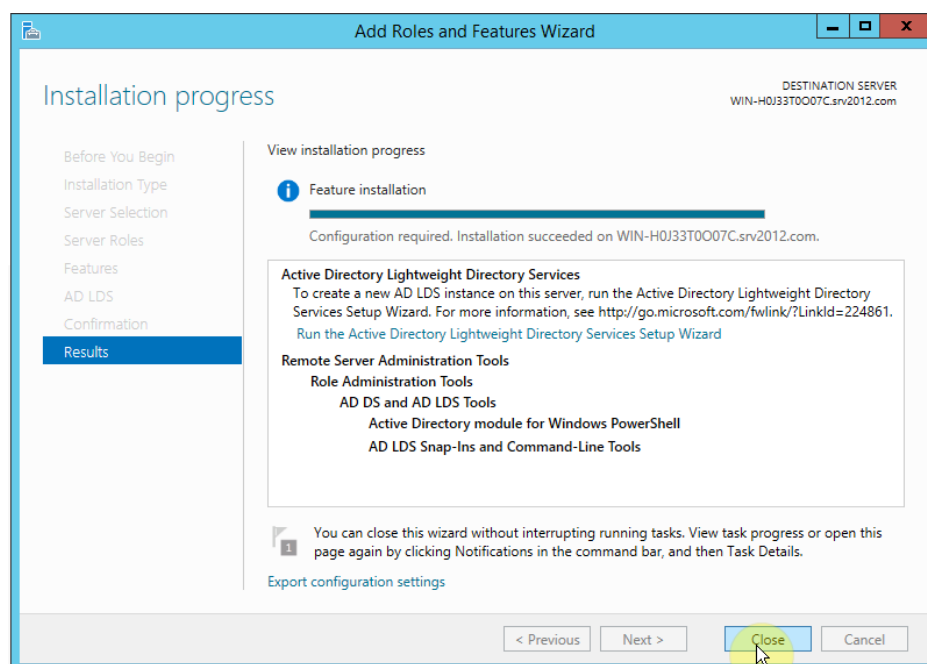 Add Roles and Features Wizard
Installation progress
DESTINATION SERVER
WIN-H0J33T0O07C.srv2012.com
Before You Begin
Installation Type
Server Selection
Server Roles
Features
AD LDS
Confirmation
Results
View installation progress
Feature installation
Configuration required. Installation succeeded on WIN-H0J33T0O07C.srv2012.com.
Active Directory Lightweight Directory Services
To create a new AD LDS instance on this server, run the Active Directory Lightweight Directory
Services Setup Wizard. For more information, see http://go.microsoft.com/fwlink/?LinkId=224861.
Run the Active Directory Lightweight Directory Services Setup Wizard
Remote Server Administration Tools
Role Administration Tools
AD DS and AD LDS Tools
Active Directory module for Windows PowerShell
AD LDS Snap-Ins and Command-Line Tools
1
You can close this wizard without interrupting running tasks. View task progress or open this
page again by clicking Notifications in the command bar, and then Task Details.
Export configuration settings
< Previous
Next >
Close
Cancel